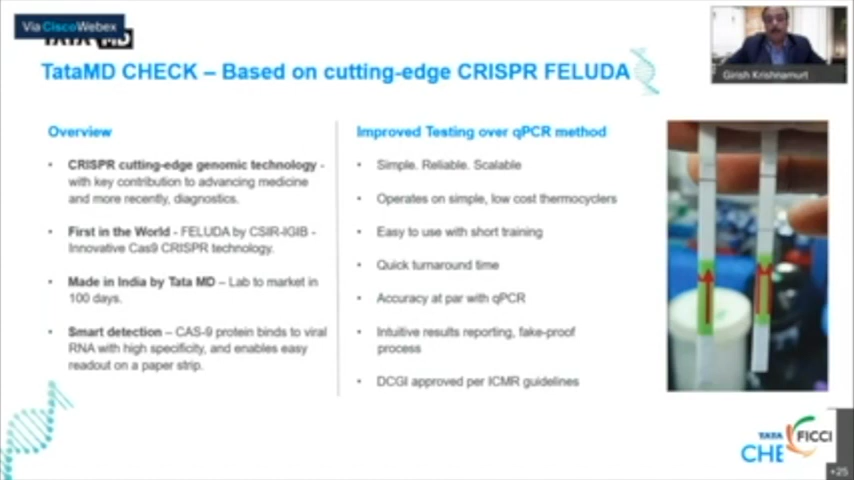 Via CiscoWebex
TATA MD
Girish Krishnamurt
TataMD CHECK – Based on cutting-edge CRISPR FELUDA
Overview
• CRISPR cutting-edge genomic technology -
with key contribution to advancing medicine
and more recently, diagnostics.
• First in the World - FELUDA by CSIR-IGIB -
Innovative Cas9 CRISPR technology.
• Made in India by Tata MD – Lab to market in
100 days.
• Smart detection – CAS-9 protein binds to viral
RNA with high specificity, and enables easy
readout on a paper strip.
Improved Testing over qPCR method
• Simple. Reliable. Scalable
• Operates on simple, low cost thermocyclers
• Easy to use with short training
• Quick turnaround time
• Accuracy at par with qPCR
• Intuitive results reporting, fake-proof
process
• DCGI approved per ICMR guidelines
TATA
CHE
FICCI
+25